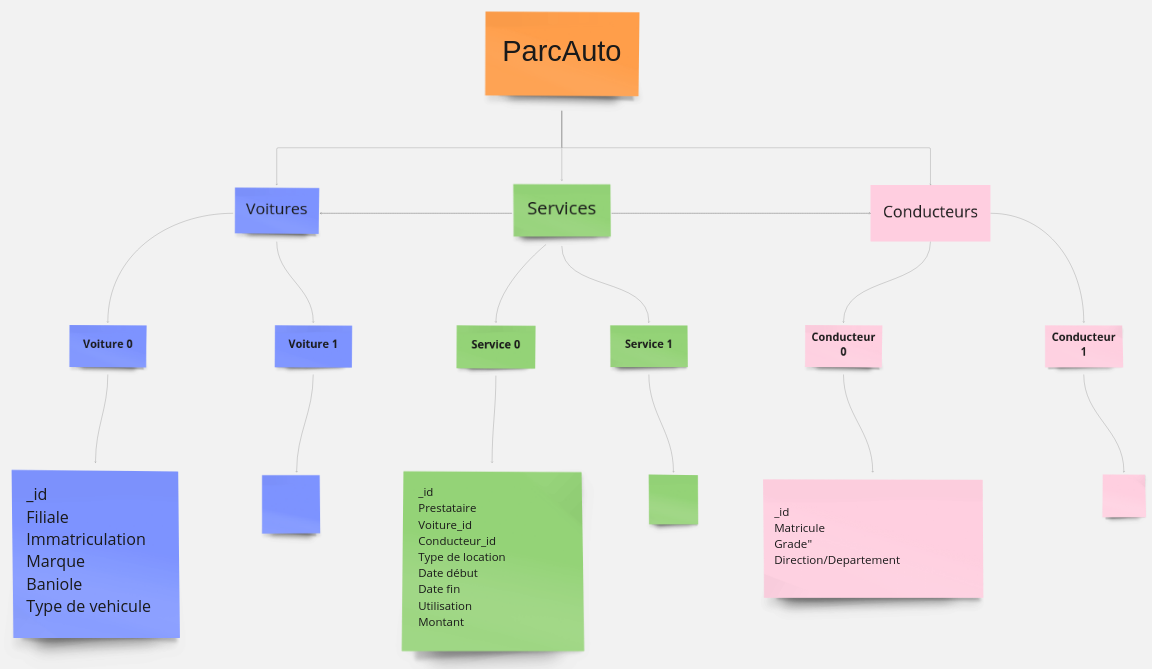 ParcAuto
Voitures
Services
Conducteurs
Voiture 0
Voiture 1
Service 0
Service 1
Conducteur
0
Conducteur
1
_id
Filiale
Immatriculation
Marque
Baniole
Type de vehicule
_id
Prestataire
Voiture_id
Conducteur_id
Type de location
Date début
Date fin
Utilisation
Montant
_id
Matricule
Grade"
Direction/Departement